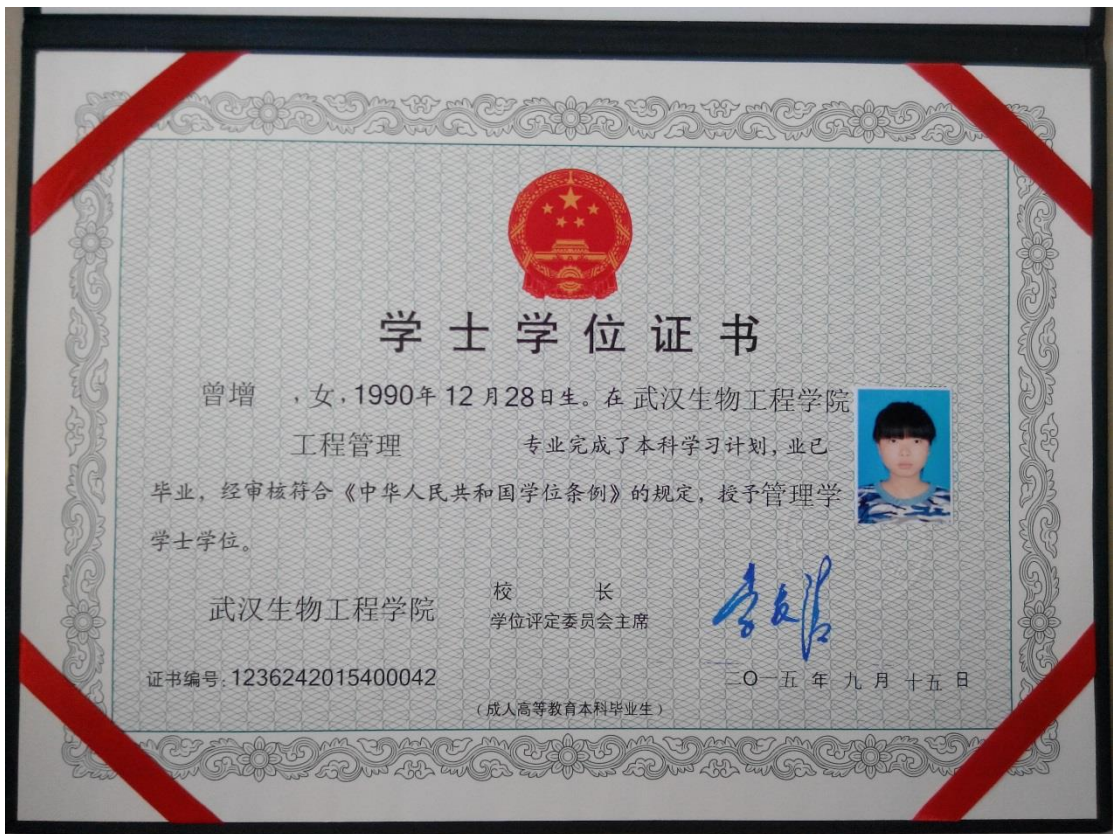 学士学位证书
曾增 ，女，1990年 12 月28日生。在 武汉生物工程学院
工程管理 专业完成了本科学习计划，业已
毕业，经审核符合《中华人民共和国学位条例》的规定，授予管理学
学士学位。
武汉生物工程学院
校 长
学位评定委员会主席
证书编号：1236242015400042
二〇一五 年 九 月 十五 日
（成人高等教育本科毕业生）